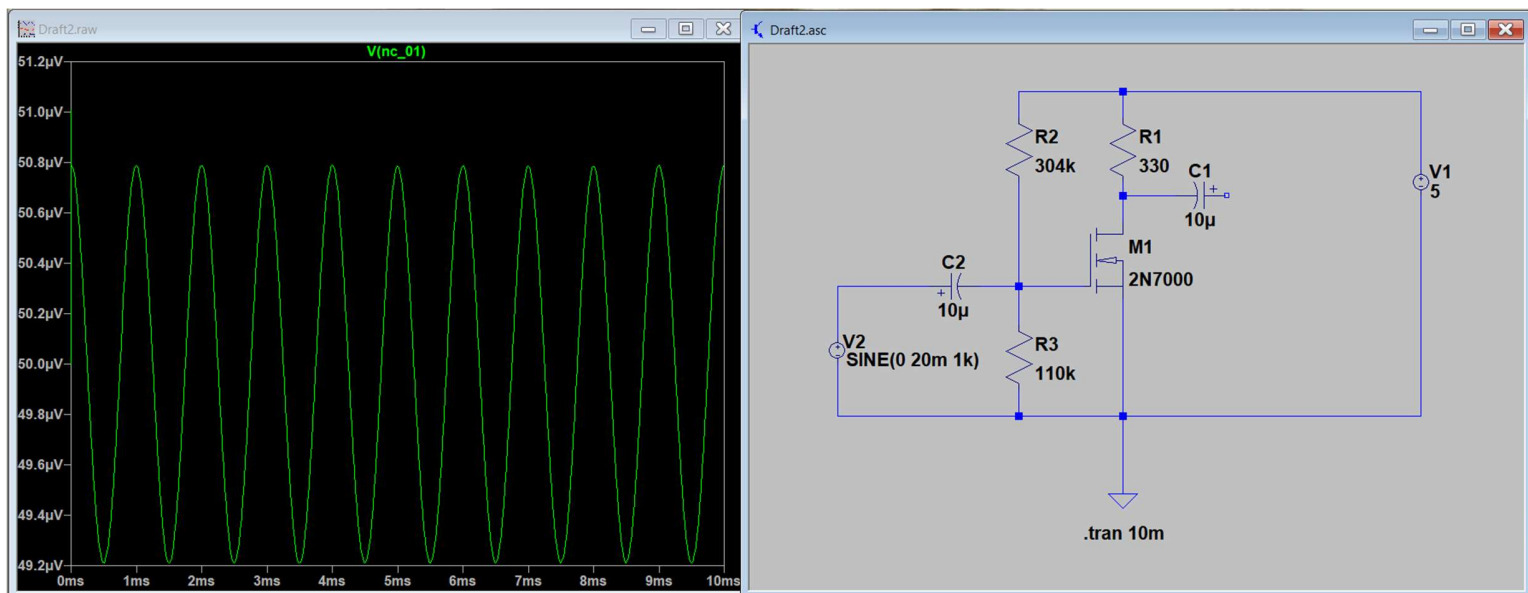 Draft2.raw
V(nc_01)
51.2µV
51.0µV
50.8µV
50.6µV
50.4µV
50.2µV
50.0µV
49.8µV
49.6µV
49.4µV
49.2µV
0ms 1ms 2ms 3ms 4ms 5ms 6ms 7ms 8ms 9ms 10ms
Draft2.asc
R2
304k
R1
330
C1
+
10µ
V1
5
M1
2N7000
C2
+
10µ
V2
SINE(0 20m 1k)
R3
110k
.tran 10m